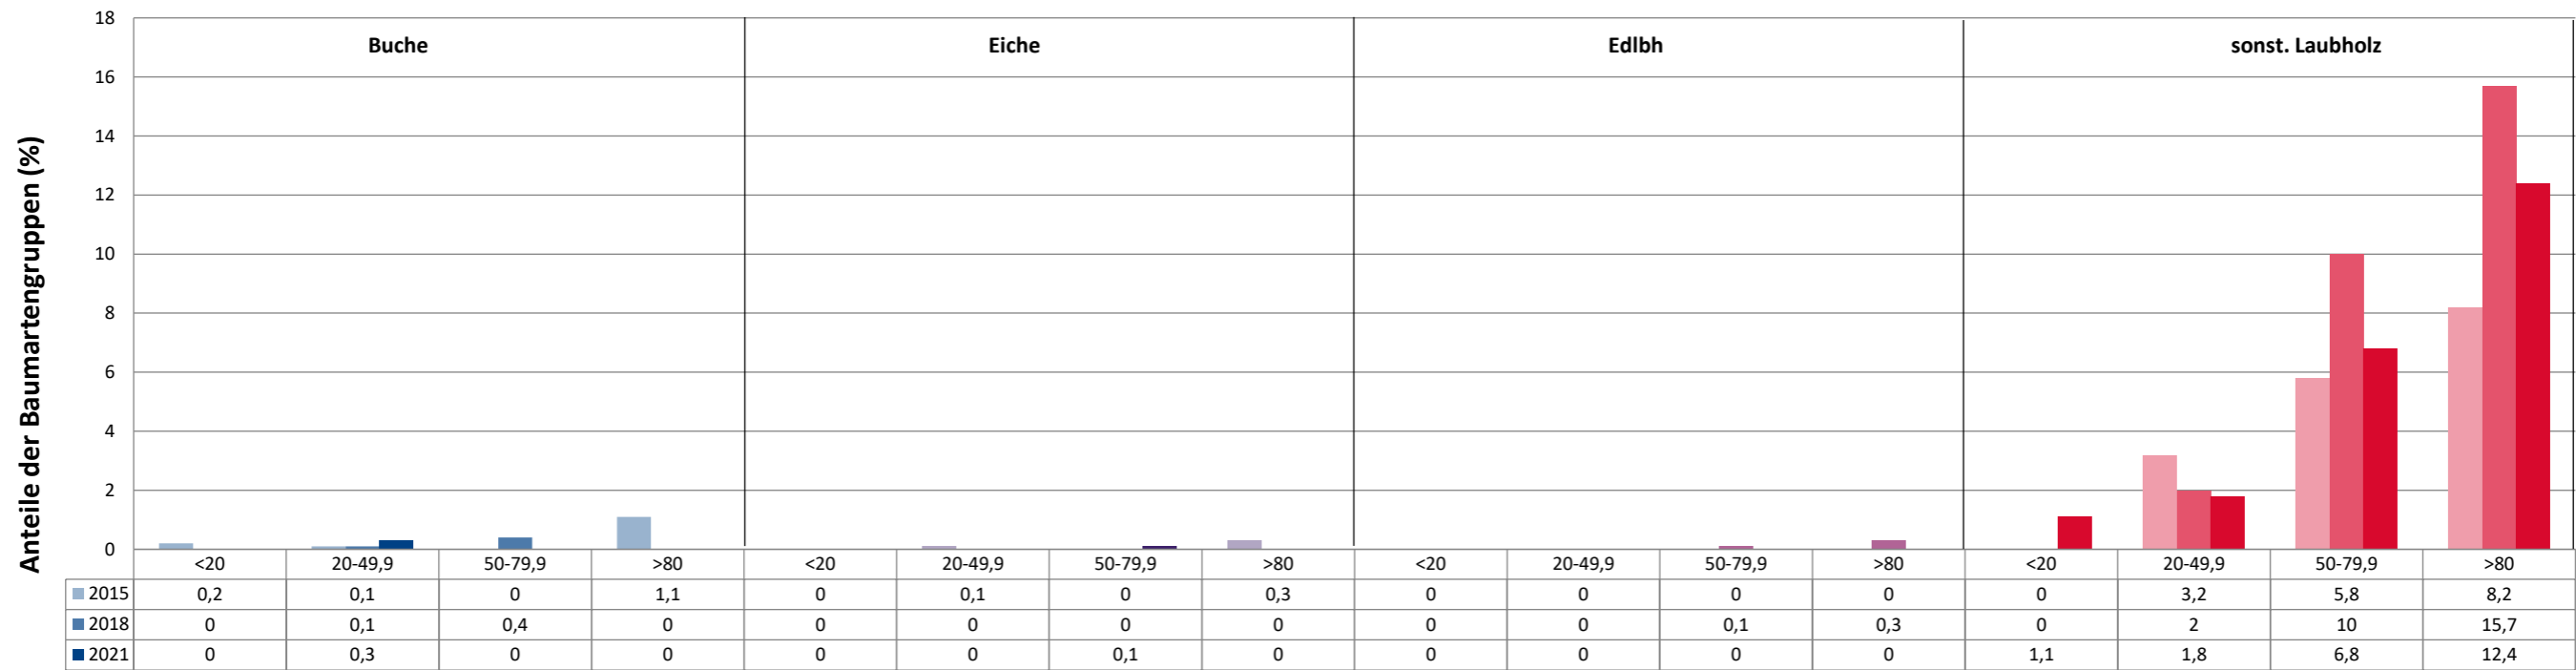 Anteile der Baumartengruppen (%)
18
16
14
12
10
8
6
4
2
0
Buche Eiche Edlbh sonst. Laubholz
<20 20-49,9 50-79,9 >80 <20 20-49,9 50-79,9 >80 <20 20-49,9 50-79,9 >80 <20 20-49,9 50-79,9 >80
2015 0,2 0,1 0 1,1 0 0,1 0 0,3 0 0 0 0 0 3,2 5,8 8,2
2018 0 0,1 0,4 0 0 0 0 0 0 0 0,1 0,3 0 2 10 15,7
2021 0 0,3 0 0 0 0 0,1 0 0 0 0 0 1,1 1,8 6,8 12,4